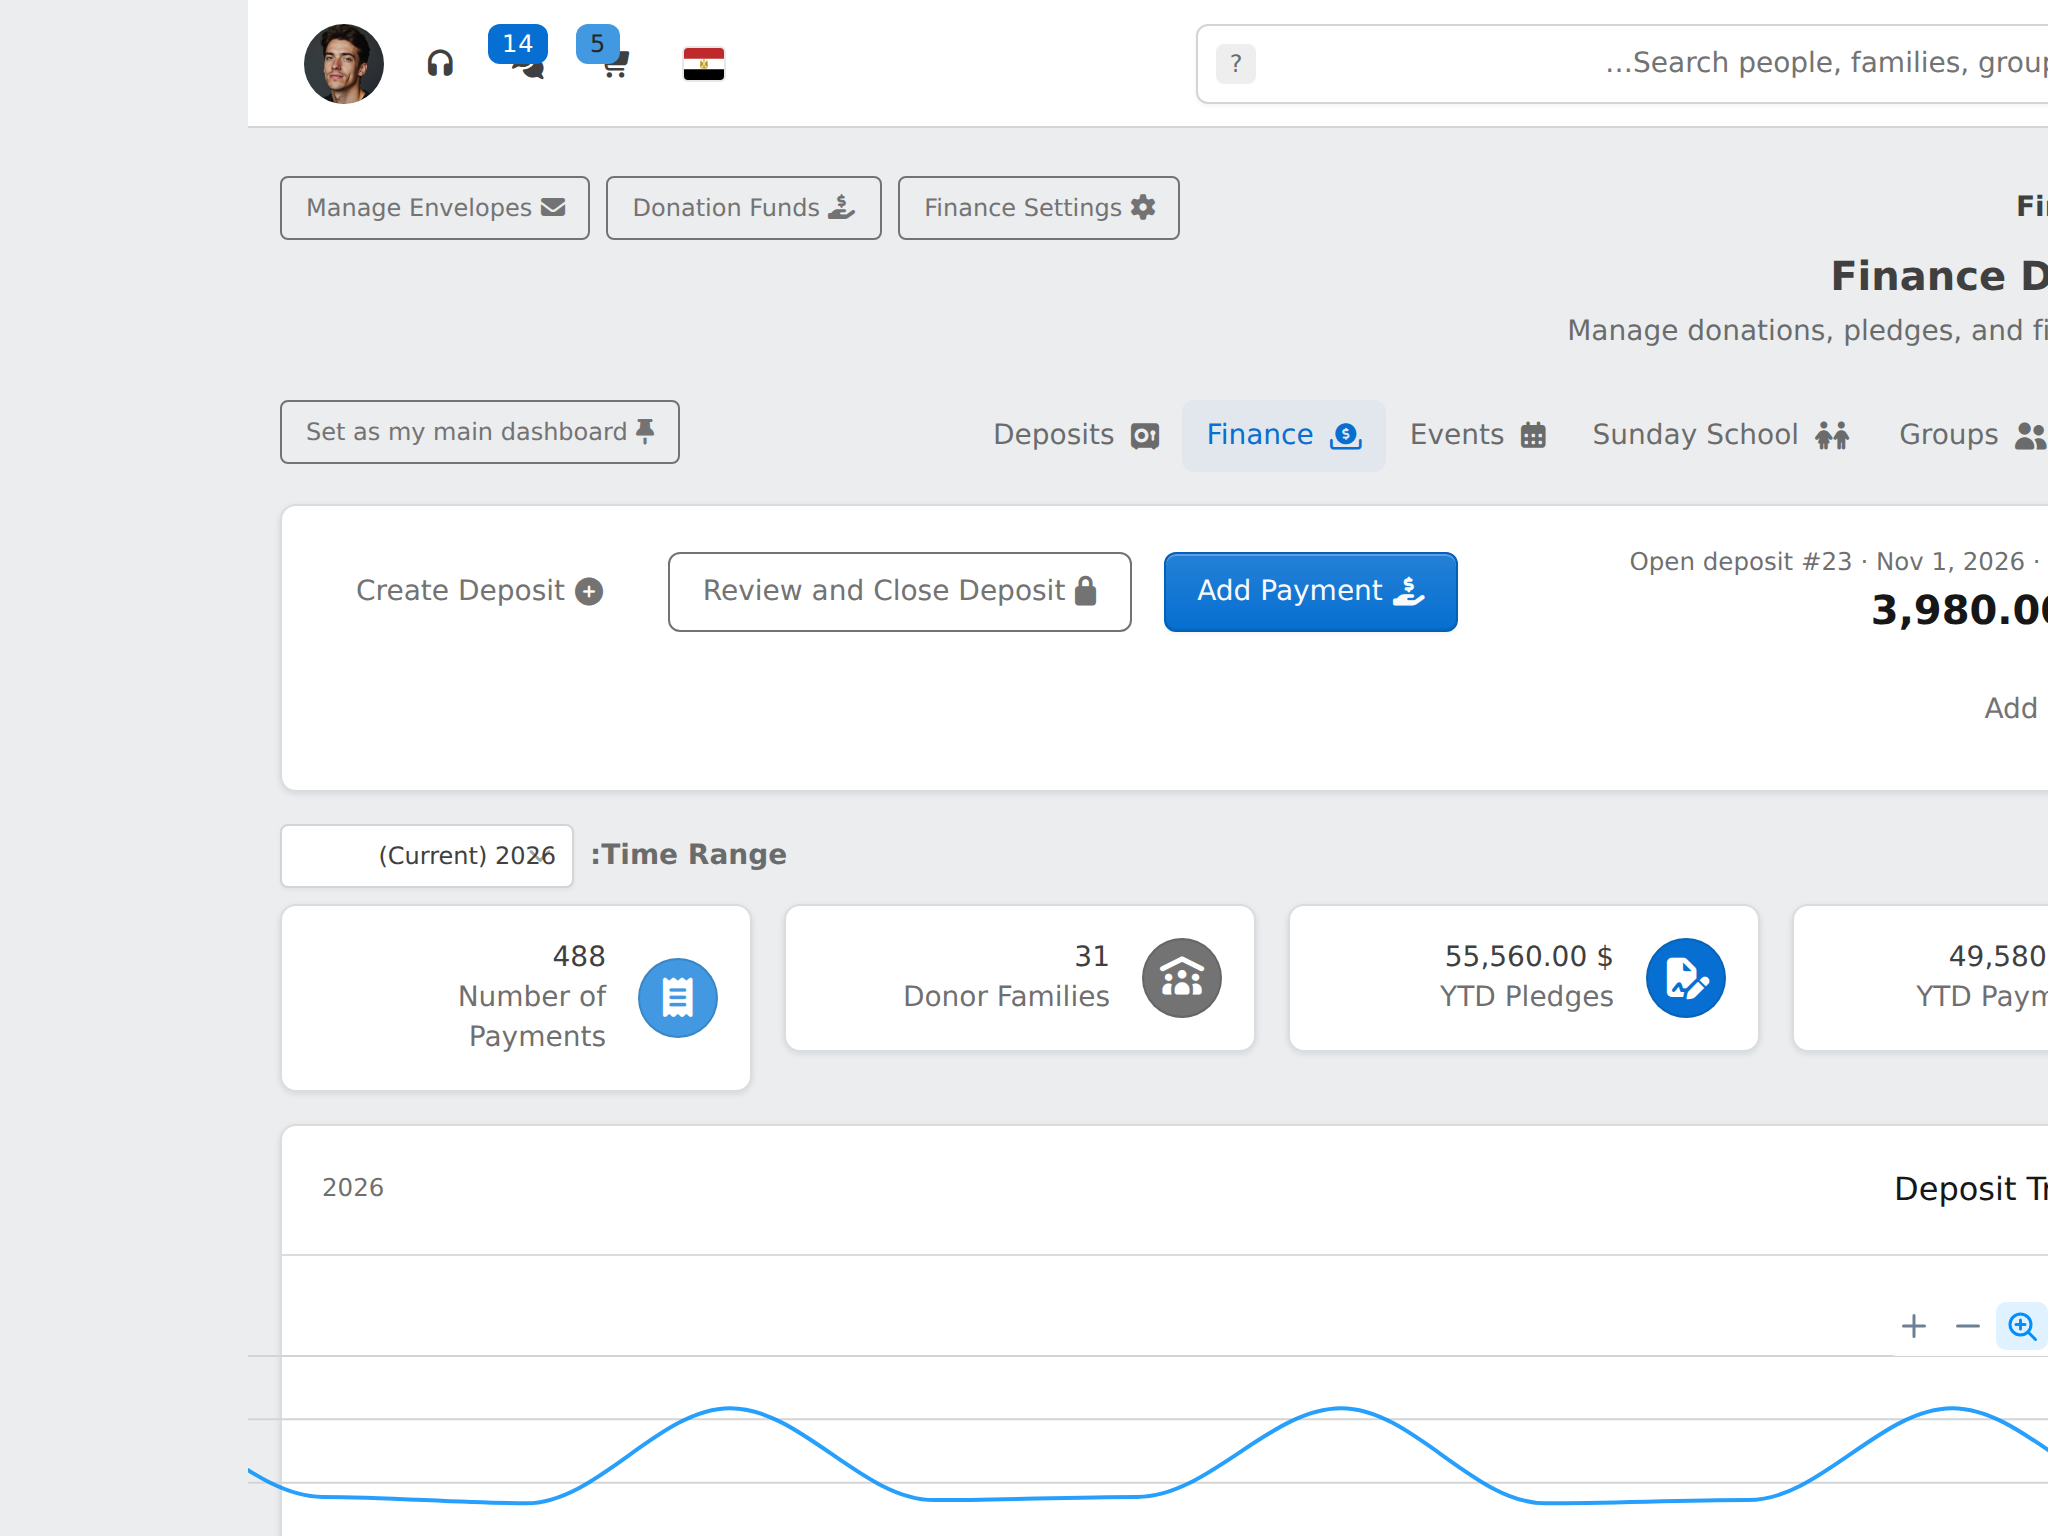 14
5
?
...Search people, families, group
Manage Envelopes
Donation Funds
Finance Settings
Finance D
Manage donations, pledges, and fi
Set as my main dashboard
Deposits
Finance
Events
Sunday School
Groups
Create Deposit
Review and Close Deposit
Add Payment
Open deposit #23 · Nov 1, 2026 ·
3,980.00
Add
(Current) 2026
:Time Range
488
Number of
Payments
31
Donor Families
55,560.00 $
YTD Pledges
49,580
YTD Paym
2026
Deposit Tr